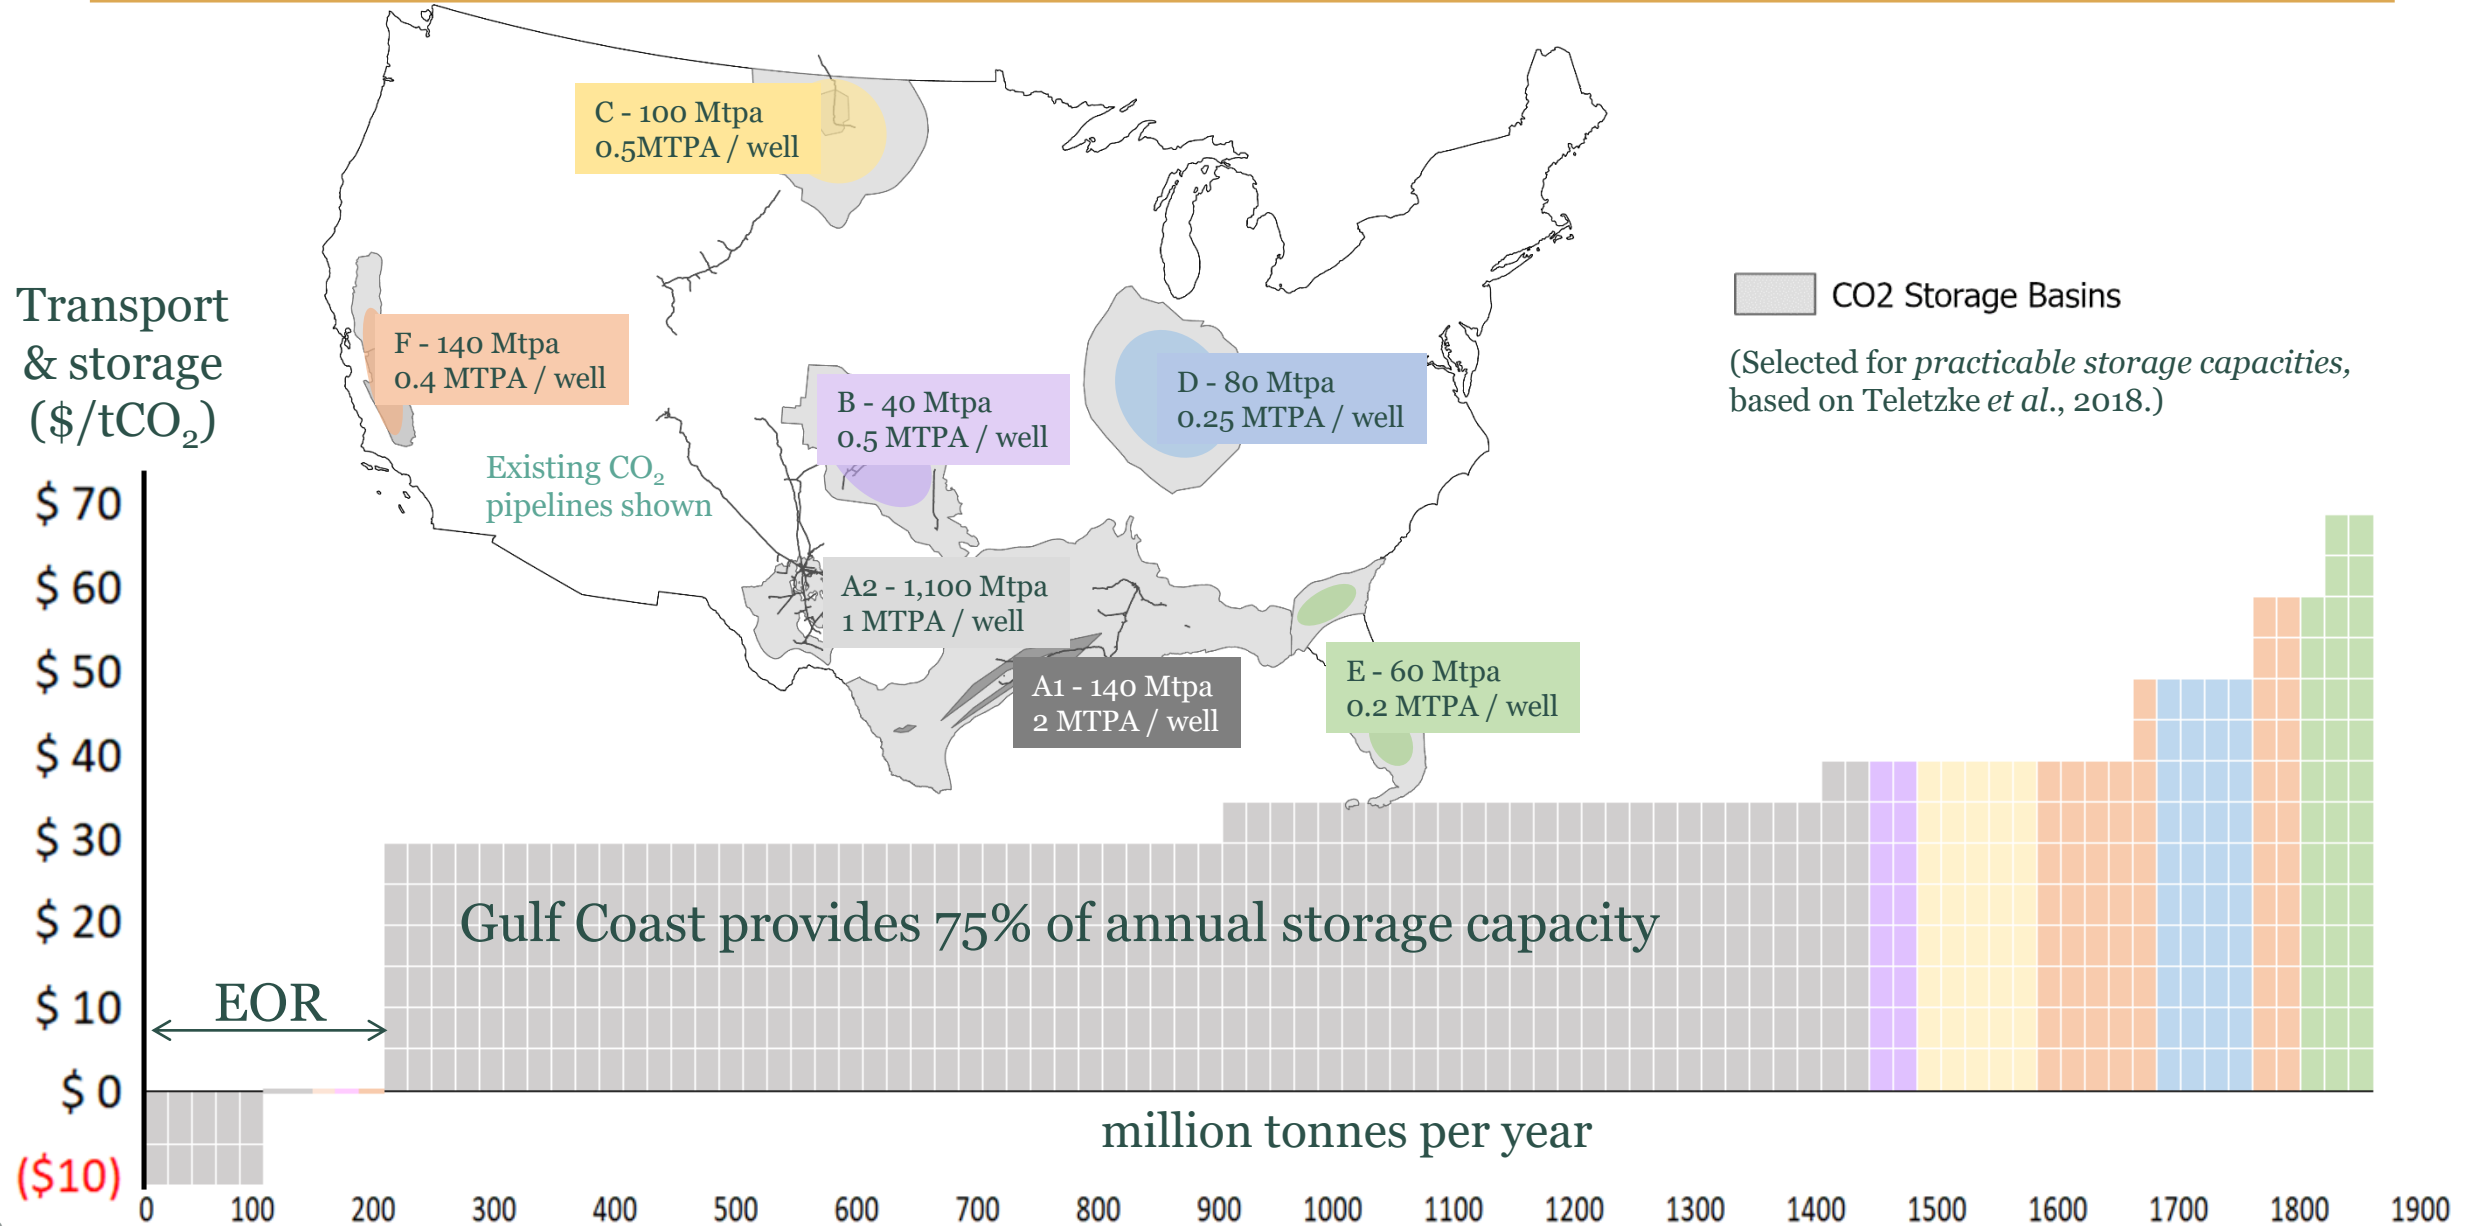 C - 100 Mtpa
0.5MTPA / well
Transport
& storage
($/tCO₂)
F - 140 Mtpa
0.4 MTPA / well
B - 40 Mtpa
0.5 MTPA / well
D - 80 Mtpa
0.25 MTPA / well
CO2 Storage Basins
(Selected for practicable storage capacities,
based on Teletzke et al., 2018.)
Existing CO₂
pipelines shown
A2 - 1,100 Mtpa
1 MTPA / well
A1 - 140 Mtpa
2 MTPA / well
E - 60 Mtpa
0.2 MTPA / well
$ 70
$ 60
$ 50
$ 40
$ 30
$ 20
$ 10
$ 0
($10)
Gulf Coast provides 75% of annual storage capacity
EOR
million tonnes per year
0 100 200 300 400 500 600 700 800 900 1000 1100 1200 1300 1400 1500 1600 1700 1800 1900